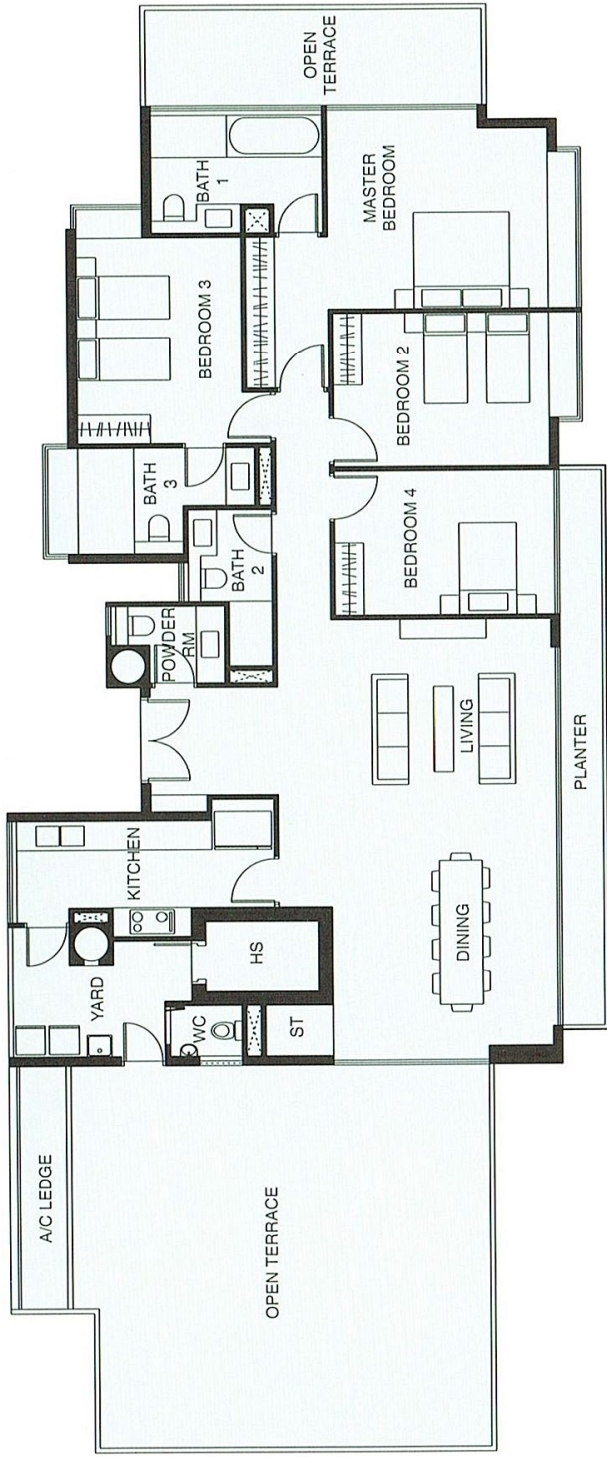 OPEN
TERRACE
BATH
1
MASTER
BEDROOM
BEDROOM 3
BEDROOM 2
BATH
3
BATH
2
BEDROOM 4
POWDER
RM
LIVING
PLANTER
KITCHEN
DINING
HS
YARD
WC
ST
A/C LEDGE
OPEN TERRACE